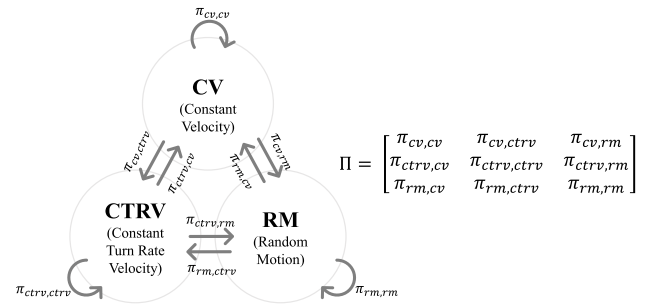 π_{cv,cv}
CV
(Constant
Velocity)
π_{cv,ctrv}
π_{ctrv,cv}
π_{rm,cv}
π_{cv,rm}
CTRV
(Constant
Turn Rate
Velocity)
π_{ctrv,rm}
π_{rm,ctrv}
RM
(Random
Motion)
π_{ctrv,ctrv}
π_{rm,rm}
Π = [
π_{cv,cv} π_{cv,ctrv} π_{cv,rm}
π_{ctrv,cv} π_{ctrv,ctrv} π_{ctrv,rm}
π_{rm,cv} π_{rm,ctrv} π_{rm,rm}
]